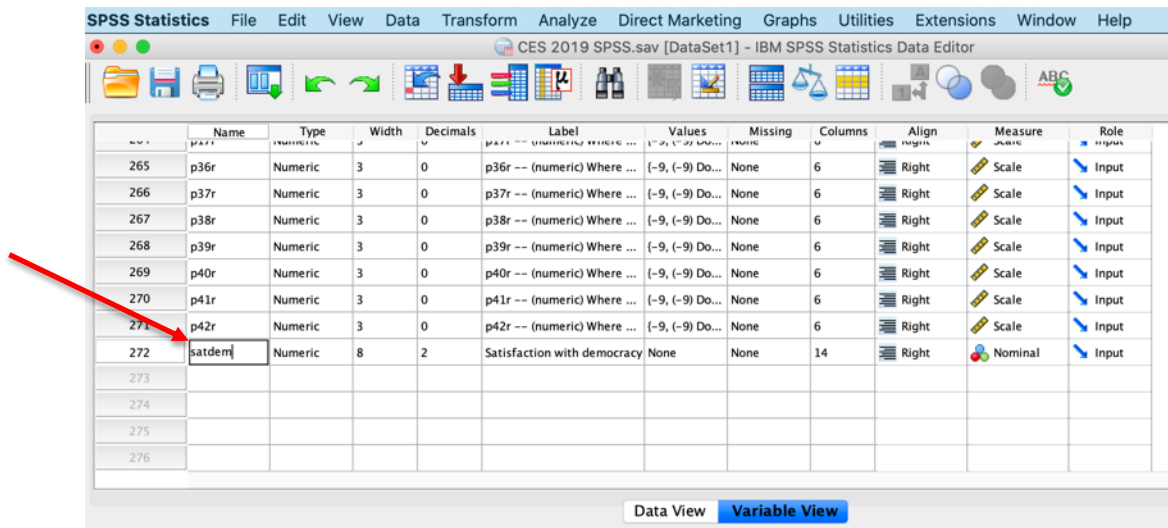 SPSS Statistics File Edit View Data Transform Analyze Direct Marketing Graphs Utilities Extensions Window Help
CES 2019 SPSS.sav [DataSet1] - IBM SPSS Statistics Data Editor
A 1 ABC
Name Type Width Decimals Label Values Missing Columns Align Measure Role
265 p36r Numeric 3 0 p36r -- (numeric) Where ... {-9, (-9) Do... None 6 Right Scale Input
266 p37r Numeric 3 0 p37r -- (numeric) Where ... {-9, (-9) Do... None 6 Right Scale Input
267 p38r Numeric 3 0 p38r -- (numeric) Where ... {-9, (-9) Do... None 6 Right Scale Input
268 p39r Numeric 3 0 p39r -- (numeric) Where ... {-9, (-9) Do... None 6 Right Scale Input
269 p40r Numeric 3 0 p40r -- (numeric) Where ... {-9, (-9) Do... None 6 Right Scale Input
270 p41r Numeric 3 0 p41r -- (numeric) Where ... {-9, (-9) Do... None 6 Right Scale Input
271 p42r Numeric 3 0 p42r -- (numeric) Where ... {-9, (-9) Do... None 6 Right Scale Input
272 satdem Numeric 8 2 Satisfaction with democracy None None 14 Right Nominal Input
273
274
275
276
Data View Variable View